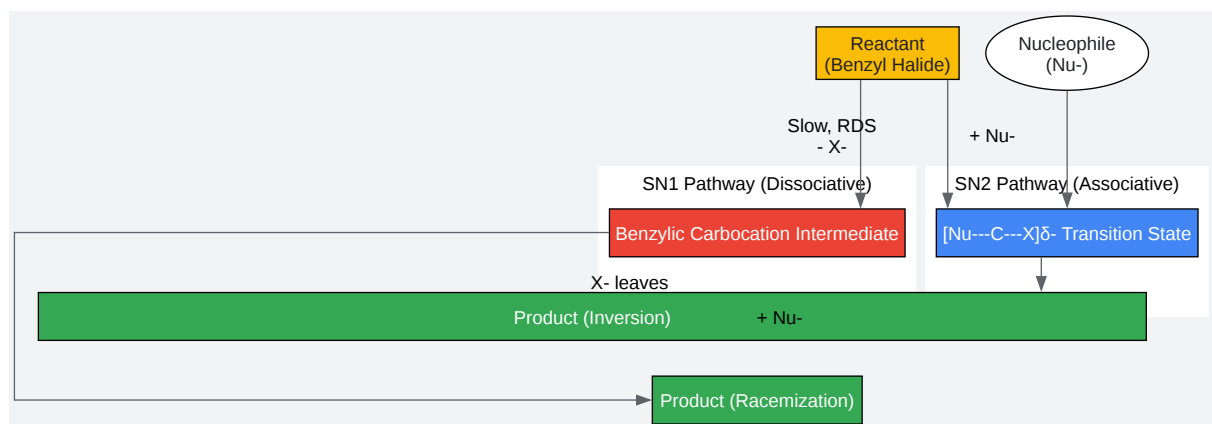 Reactant
(Benzyl Halide)
Nucleophile
(Nu-)
Slow, RDS
- X-
+ Nu-
SN1 Pathway (Dissociative)
SN2 Pathway (Associative)
Benzylic Carbocation Intermediate
[Nu---C---X]δ- Transition State
X- leaves
Product (Inversion)
+ Nu-
Product (Racemization)